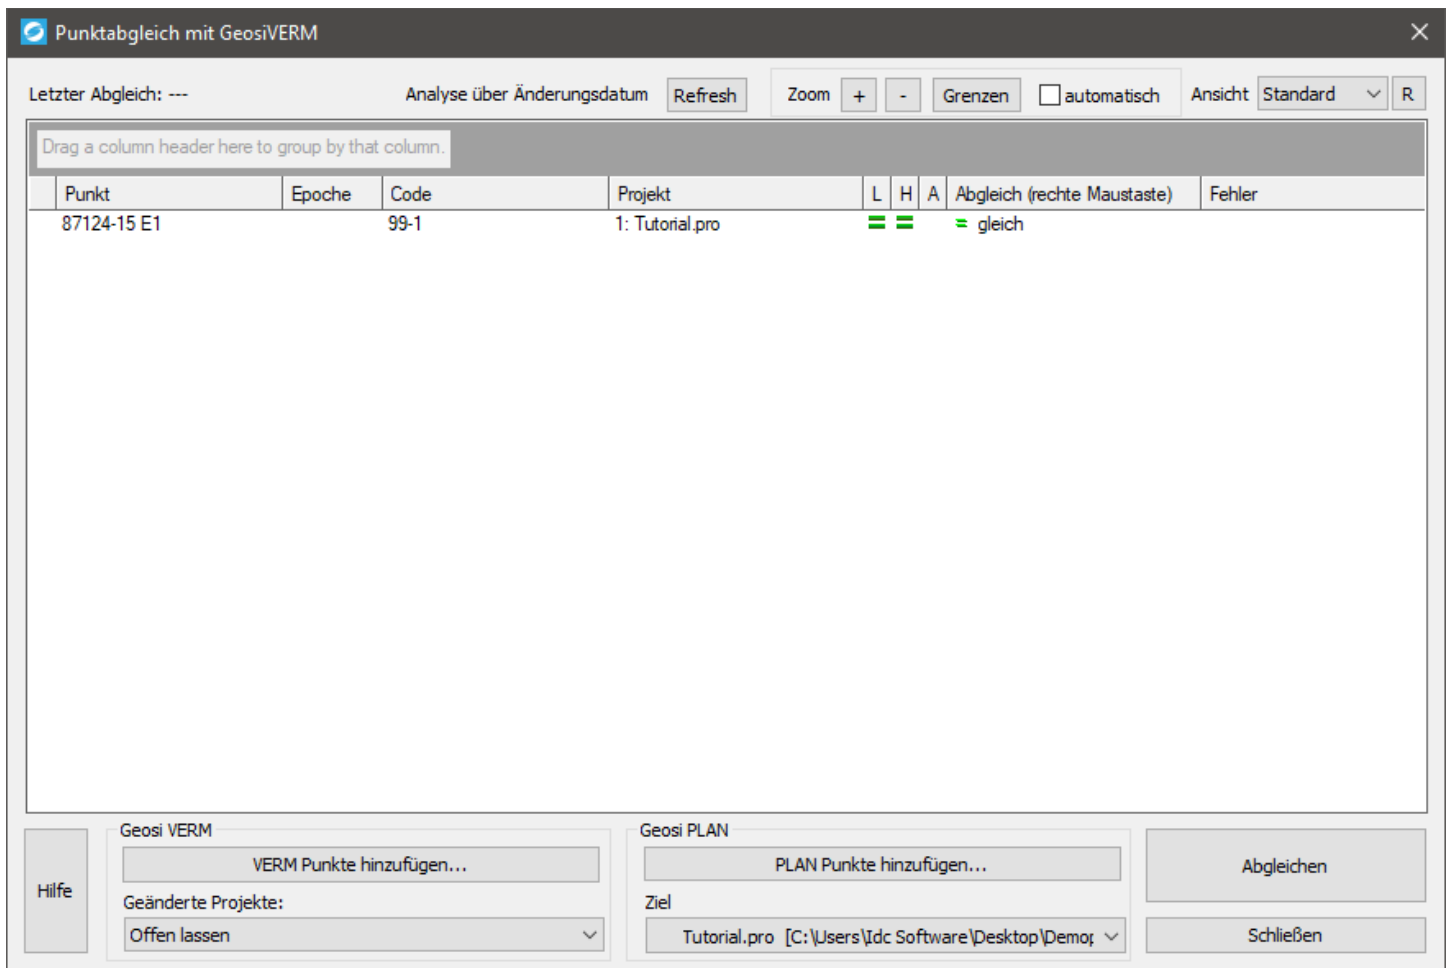 Punktabgleich mit GeosiVERM
Letzter Abgleich: --- Analyse über Änderungsdatum Refresh Zoom + - Grenzen automatisch Ansicht Standard R
Drag a column header here to group by that column.
Punkt Epoche Code Projekt L H A Abgleich (rechte Maustaste) Fehler
87124-15 E1 99-1 1: Tutorial.pro = = = gleich
Geosi VERM Geosi PLAN
VERM Punkte hinzufügen... PLAN Punkte hinzufügen... Abgleichen
Hilfe
Geänderte Projekte: Ziel
Offen lassen Tutorial.pro [C:\Users\Idc Software\Desktop\Demop Schließen